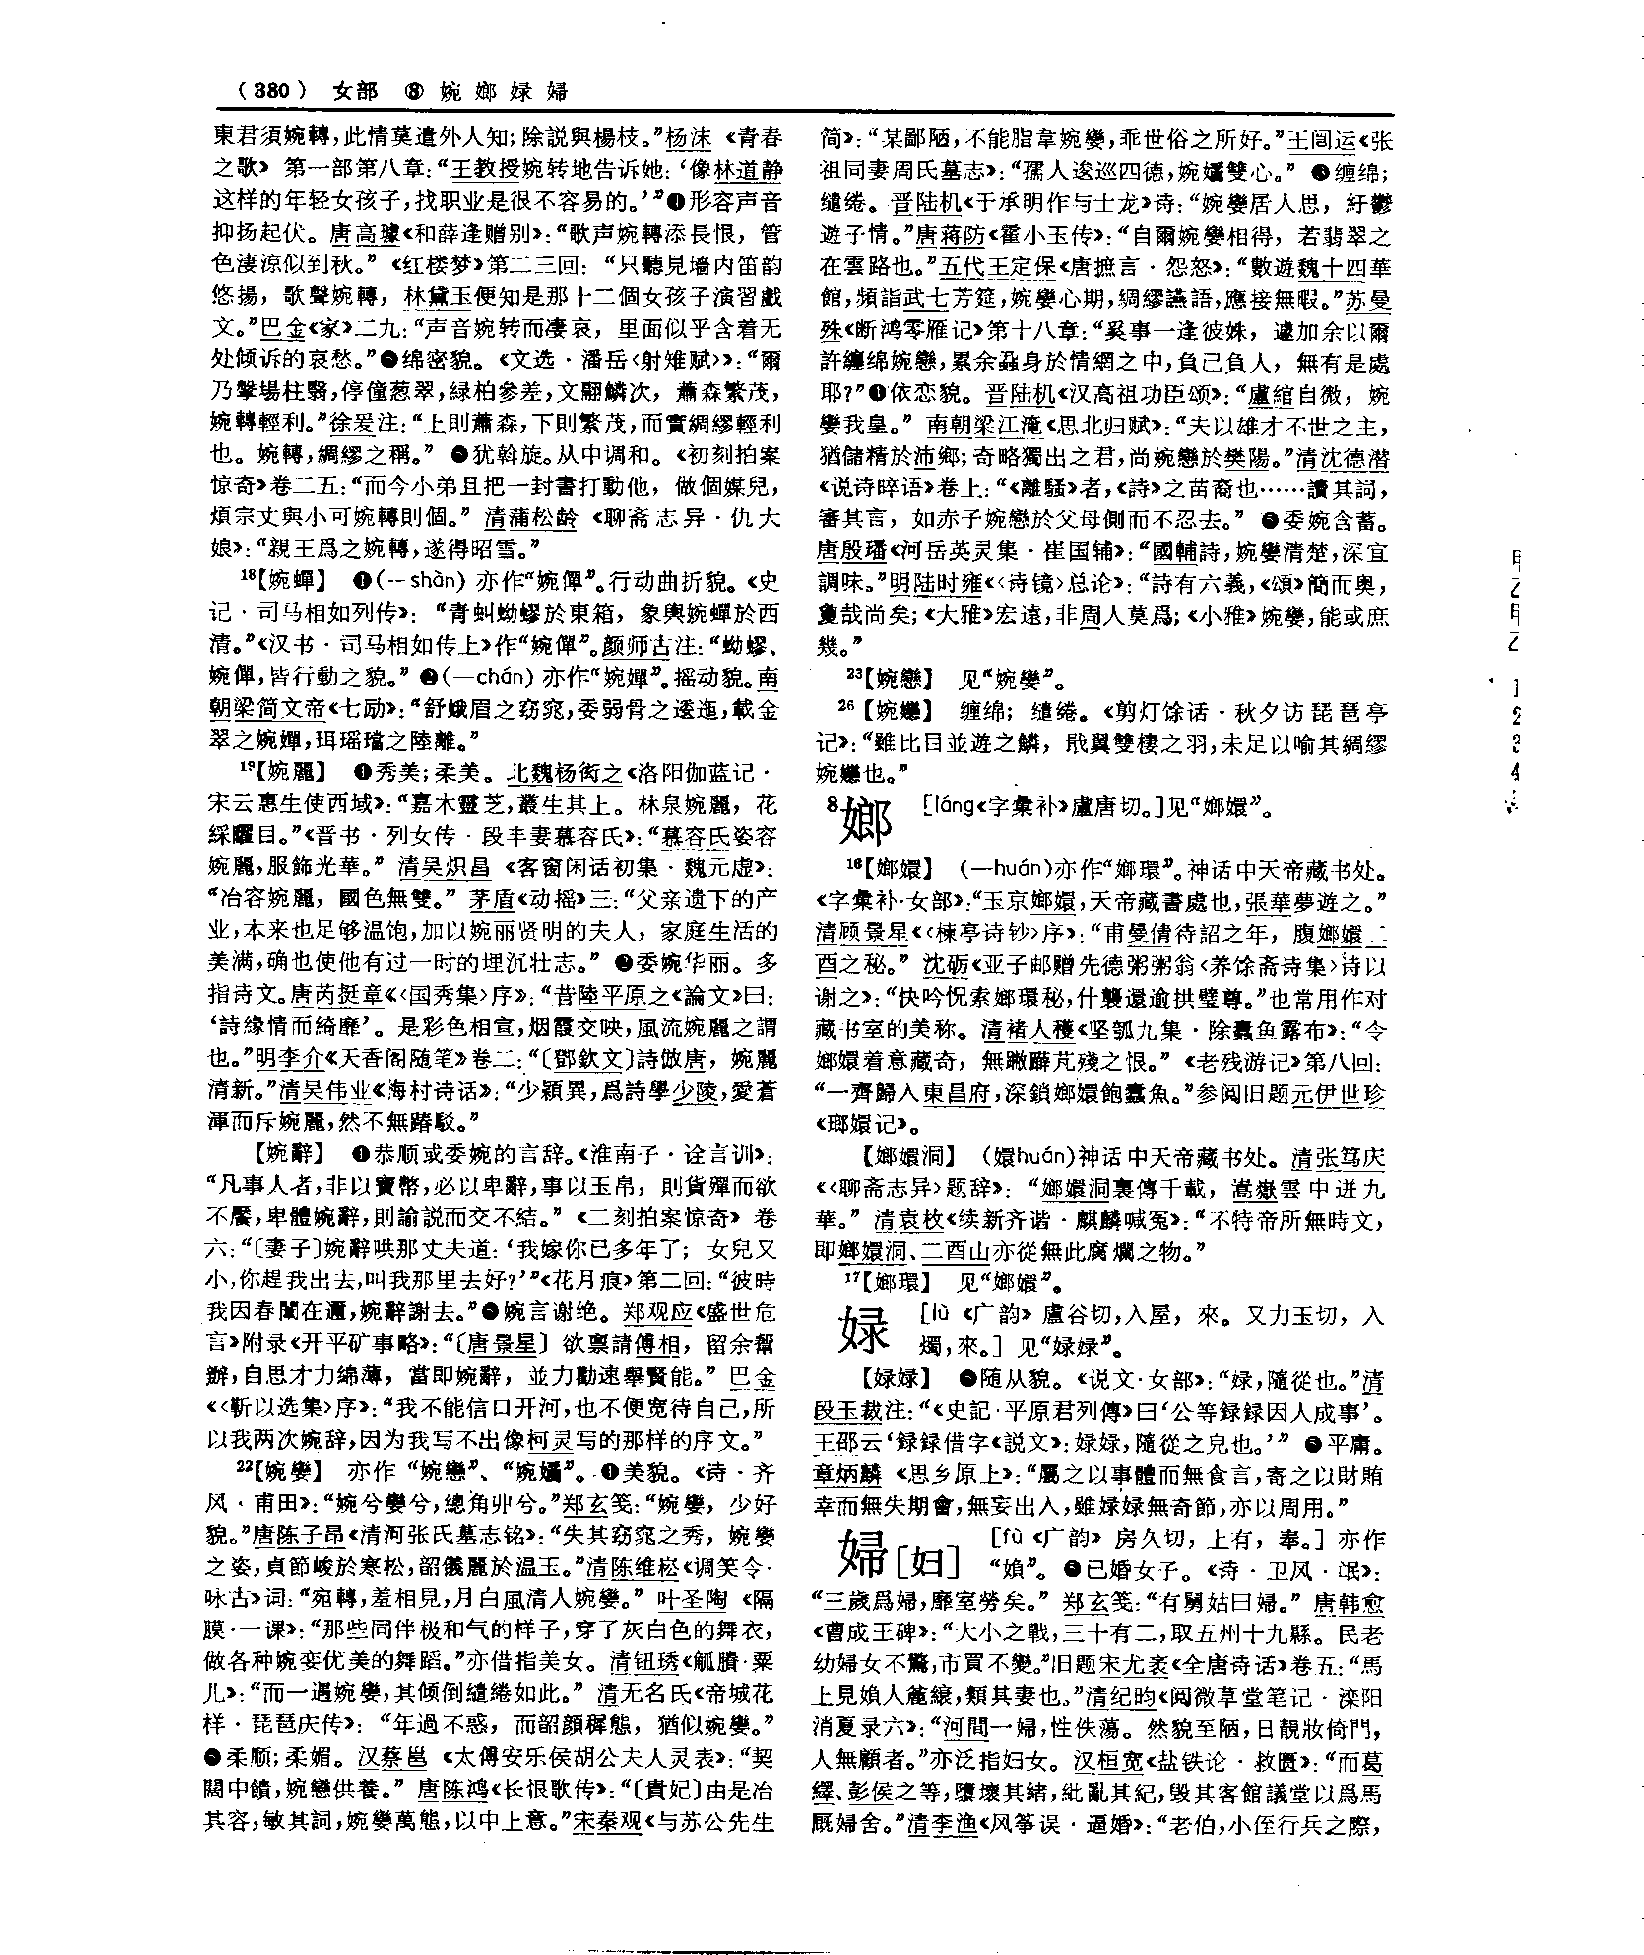 （380） 女部 ⑧ 婉 嫏 婌 婦
東君須婉轉，此情莫遣外人知；除説與楊枝。”杨沫《青春
之歌》第一部第八章：“王教授婉转地告诉她：‘像林道静
这样的年轻女孩子，找职业是很不容易的。’”❹形容声音
抑扬起伏。唐高璩《和薛逢赠别》：“歌声婉轉添長恨，管
色淒涼似到秋。”《红楼梦》第二三回：“只聽見墻内笛韵
悠揚，歌聲婉轉，林黛玉便知是那十二個女孩子演習戲
文。”巴金《家》二九：“声音婉转而凄哀，里面似乎含着无
处倾诉的哀愁。”❺绵密貌。《文选·潘岳〈射雉赋〉》：“爾
乃擥場柱翳，停僮葱翠，緑柏參差，文翮鱗次，蕭森繁茂，
婉轉輕利。”徐爰注：“上則蕭森，下則繁茂，而實綢繆輕利
也。婉轉，綢繆之稱。”❻犹斡旋。从中调和。《初刻拍案
惊奇》卷二五：“而今小弟且把一封書打動他，做個媒兒，
煩宗丈與小可婉轉則個。”清蒲松龄《聊斋志异·仇大
娘》：“親王爲之婉轉，遂得昭雪。”
18【婉蟬】 ❶(—shàn) 亦作“婉僤”。行动曲折貌。《史
记·司马相如列传》：“青虯蚴蟉於東箱，象輿婉蟬於西
清。”《汉书·司马相如传上》作“婉僤”。颜师古注：“蚴蟉、
婉僤，皆行動之貌。”❷(—chán) 亦作“婉嬋”。摇动貌。南
朝梁简文帝《七励》：“舒娥眉之窈窕，委弱骨之逶迤，載金
翠之婉嬋，珥瑶璫之陸離。”
19【婉麗】 ❶秀美；柔美。北魏杨衒之《洛阳伽蓝记·
宋云惠生使西域》：“嘉木靈芝，叢生其上。林泉婉麗，花
綵曜目。”《晋书·列女传·段丰妻慕容氏》：“慕容氏姿容
婉麗，服飾光華。”清吴炽昌《客窗闲话初集·魏元虚》：
“冶容婉麗，國色無雙。”茅盾《动摇》三：“父亲遗下的产
业，本来也足够温饱，加以婉丽贤明的夫人，家庭生活的
美满，确也使他有过一时的埋沉壮志。”❷委婉华丽。多
指诗文。唐芮挺章《〈国秀集〉序》：“昔陸平原之《論文》曰：
‘詩緣情而綺靡’。是彩色相宣，烟霞交映，風流婉麗之謂
也。”明李介《天香阁随笔》卷二：“〔鄧欽文〕詩倣唐，婉麗
清新。”清吴伟业《海村诗话》：“少穎異，爲詩學少陵，愛蒼
渾而斥婉麗，然不無踳駁。”
【婉辭】 ❶恭顺或委婉的言辞。《淮南子·诠言训》：
“凡事人者，非以寶幣，必以卑辭，事以玉帛，則貨殫而欲
不饜，卑體婉辭，則諭説而交不結。”《二刻拍案惊奇》卷
六：“〔妻子〕婉辭哄那丈夫道：‘我嫁你已多年了；女兒又
小，你趕我出去，叫我那里去好？’”《花月痕》第二回：“彼時
我因春闈在邇，婉辭謝去。”❷婉言谢绝。郑观应《盛世危
言》附录《开平矿事略》：“〔唐景星〕欲禀請傅相，留余幫
辦，自思才力绵薄，當即婉辭，並力勸速舉賢能。”巴金
《〈靳以选集〉序》：“我不能信口开河，也不便宽待自己，所
以我两次婉辞，因为我写不出像柯灵写的那样的序文。”
22【婉孌】 亦作“婉戀”、“婉嬺”。❶美貌。《诗·齐
风·甫田》：“婉兮孌兮，總角丱兮。”郑玄笺：“婉孌，少好
貌。”唐陈子昂《清河张氏墓志铭》：“失其窈窕之秀，婉孌
之姿，貞節峻於寒松，韶儀麗於温玉。”清陈维崧《调笑令·
咏古》词：“宛轉，羞相見，月白風清人婉孌。”叶圣陶《隔
膜·一课》：“那些同伴极和气的样子，穿了灰白色的舞衣，
做各种婉娈优美的舞蹈。”亦借指美女。清钮琇《觚賸·粟
儿》：“而一遇婉孌，其倾倒繾綣如此。”清无名氏《帝城花
样·琵琶庆传》：“年過不惑，而韶顏稺態，猶似婉孌。”
❷柔顺；柔媚。汉蔡邕《太傅安乐侯胡公夫人灵表》：“契
闊中饋，婉戀供養。”唐陈鸿《长恨歌传》：“〔貴妃〕由是冶
其容，敏其詞，婉孌萬態，以中上意。”宋秦观《与苏公先生
简》：“某鄙陋，不能脂韋婉孌，乖世俗之所好。”王闿运《张
祖同妻周氏墓志》：“孺人逡巡四德，婉嬺雙心。”❸缠绵；
缱绻。晋陆机《于承明作与士龙》诗：“婉孌居人思，紆鬱
遊子情。”唐蒋防《霍小玉传》：“自爾婉孌相得，若翡翠之
在雲路也。”五代王定保《唐摭言·怨怒》：“數遊魏十四華
館，頻詣武七芳筵，婉孌心期，綢繆讌語，應接無暇。”苏曼
殊《断鸿零雁记》第十八章：“奚事一逢彼姝，遽加余以爾
許纏绵婉戀，累余虱身於情網之中，負己負人，無有是處
耶？”❹依恋貌。晋陆机《汉高祖功臣颂》：“盧綰自微，婉
孌我皇。”南朝梁江淹《思北归赋》：“夫以雄才不世之主，
猶儲精於沛鄉；奇略獨出之君，尚婉戀於樊陽。”清沈德潜
《说诗晬语》卷上：“《離騷》者，《詩》之苗裔也……讀其詞，
審其言，如赤子婉戀於父母側而不忍去。”❺委婉含蓄。
唐殷璠《河岳英灵集·崔国辅》：“國輔詩，婉孌清楚，深宜
諷味。”明陆时雍《〈诗镜〉总论》：“詩有六義，《頌》簡而奥，
夐哉尚矣；《大雅》宏遠，非周人莫爲；《小雅》婉孌，能或庶
幾。”
23【婉戀】 见“婉孌”。
26【婉㜻】 缠绵；缱绻。《剪灯馀话·秋夕访琵琶亭
记》：“雖比目並遊之鱗，戢翼雙棲之羽，未足以喻其綢繆
婉㜻也。”
8嫏 [láng《字彙补》盧唐切。]见“嫏嬛”。
16【嫏嬛】 (—huán)亦作“嫏環”。神话中天帝藏书处。
《字彙补·女部》：“玉京嫏嬛，天帝藏書處也，張華夢遊之。”
清顾景星《〈楝亭诗钞〉序》：“甫曼倩待詔之年，腹嫏嬛二
酉之秘。”沈砺《亚子邮赠先德粥粥翁〈养馀斋诗集〉诗以
谢之》：“快吟怳索嫏環秘，什襲還逾拱璧尊。”也常用作对
藏书室的美称。清褚人穫《坚瓠九集·除蠹鱼露布》：“令
嫏嬛着意藏奇，無瞰薜芃殘之恨。”《老残游记》第八回：
“一齊歸入東昌府，深鎖嫏嬛飽蠹魚。”参阅旧题元伊世珍
《瑯嬛记》。
【嫏嬛洞】 (嬛huán)神话中天帝藏书处。清张笃庆
《〈聊斋志异〉题辞》：“嫏嬛洞裏傳千載，嵩嶽雲中迸九
華。”清袁枚《续新齐谐·麒麟喊冤》：“不特帝所無時文，
即嫏嬛洞、二酉山亦從無此腐爛之物。”
17【嫏環】 见“嫏嬛”。
婌 [lù《广韵》盧谷切，入屋，來。又力玉切，入
燭，來。] 见“娽娽”。
【娽娽】 ❶随从貌。《说文·女部》：“娽，隨從也。”清
段玉裁注：“《史記·平原君列傳》曰‘公等録録因人成事’。
王邵云‘録録借字《説文》：娽娽，隨從之皃也。’”❷平庸。
章炳麟《思乡原上》：“屬之以事體而無食言，寄之以財賄
幸而無失期會，無妄出入，雖娽娽無奇節，亦以周用。”
婦[妇] [fù《广韵》房久切，上有，奉。] 亦作
“媍”。❶已婚女子。《诗·卫风·氓》：
“三歲爲婦，靡室勞矣。”郑玄笺：“有舅姑曰婦。”唐韩愈
《曹成王碑》：“大小之戰，三十有二，取五州十九縣。民老
幼婦女不驚，市買不變。”旧题宋尤袤《全唐诗话》卷五：“馬
上見媍人簏縗，類其妻也。”清纪昀《阅微草堂笔记·滦阳
消夏录六》：“河間一婦，性佚蕩。然貌至陋，日靚妝倚門，
人無顧者。”亦泛指妇女。汉桓宽《盐铁论·救匮》：“而葛
繹、彭侯之等，隳壞其緒，紕亂其紀，毁其客館議堂以爲馬
厩婦舍。”清李渔《风筝误·逼婚》：“老伯，小侄行兵之際，